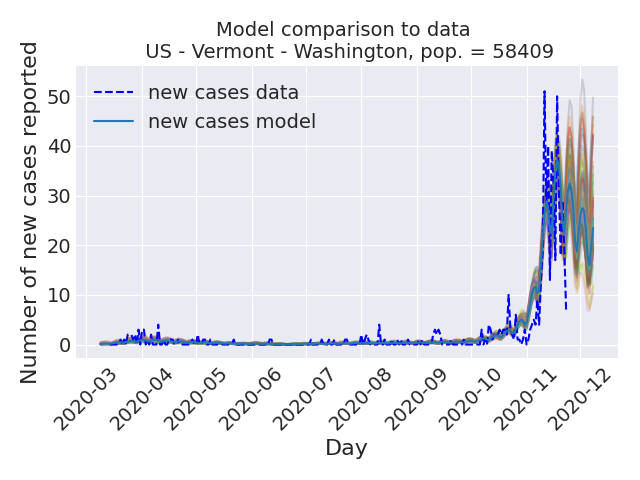 Model comparison to data
US - Vermont - Washington, pop. = 58409
Number of new cases reported
50
40
30
20
10
0
new cases data
new cases model
2020-03
2020-04
2020-05
2020-06
2020-07
2020-08
2020-09
2020-10
2020-11
2020-12
Day